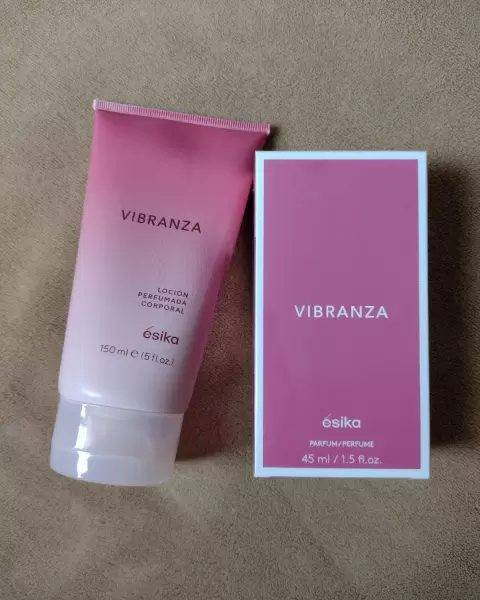 VIBRANZA
LOCIÓN
PERFUMADA
CORPORAL
ésika
150 ml e (5 fl.oz.)
VIBRANZA
ésika
PARFUM/PERFUME
45 ml / 1.5 fl.oz.